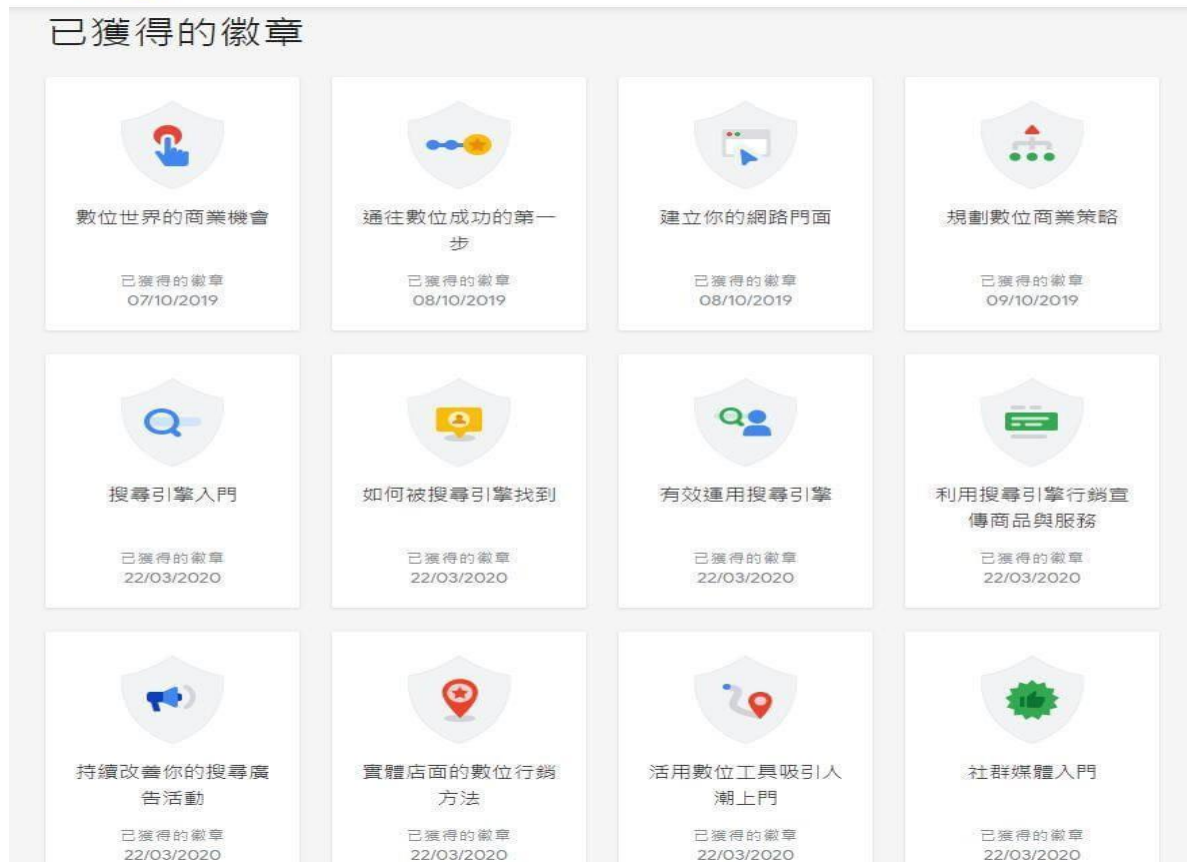 已獲得的徽章
數位世界的商業機會
已獲得的徽章
07/10/2019
通往數位成功的第一
步
已獲得的徽章
08/10/2019
建立你的網路門面
已獲得的徽章
08/10/2019
規劃數位商業策略
已獲得的徽章
09/10/2019
搜尋引擎入門
已獲得的徽章
22/03/2020
如何被搜尋引擎找到
已獲得的徽章
22/03/2020
有效運用搜尋引擎
已獲得的徽章
22/03/2020
利用搜尋引擎行銷宣
傳商品與服務
已獲得的徽章
22/03/2020
持續改善你的搜尋廣
告活動
已獲得的徽章
22/03/2020
實體店面的數位行銷
方法
已獲得的徽章
22/03/2020
活用數位工具吸引人
潮上門
已獲得的徽章
22/03/2020
社群媒體入門
已獲得的徽章
22/03/2020